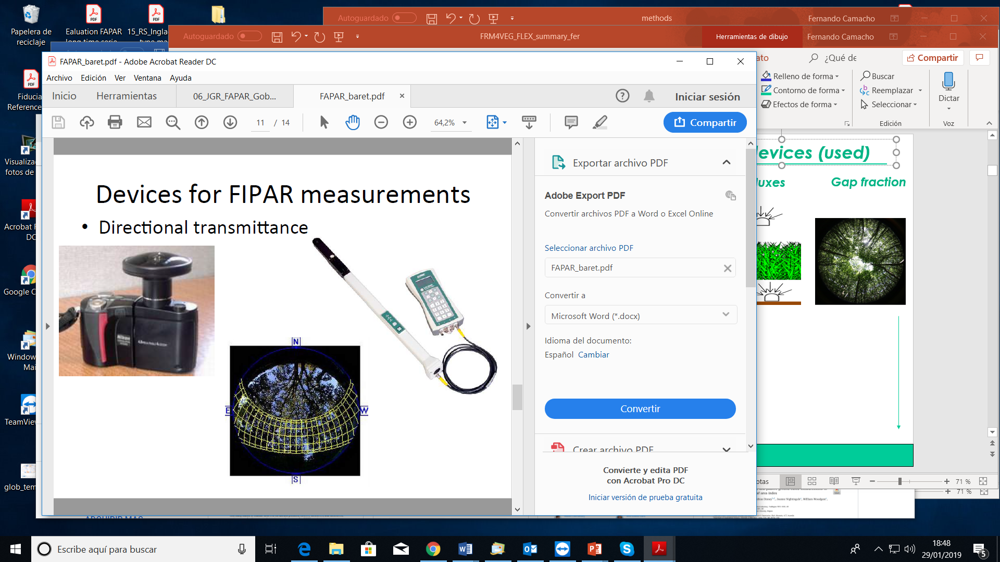 Papelera de
reciclaje
Ealuation FAPAR
15_RS_Ingla
Autoguardado
methods
Fernando Camacho
Autoguardado
FRM4VEG_FLEX_summary_fer
Herramientas de dibujo
Fernando Camacho
FAPAR_baret.pdf - Adobe Acrobat Reader DC
Archivo Edición Ver Ventana Ayuda
Inicio
Herramientas
06_JGR_FAPAR_Gob...
FAPAR_baret.pdf
Iniciar sesión
11 / 14
64,2%
Compartir
ato
¿Qué de
Compartir
Relleno de forma
Contorno de forma
Efectos de forma
Buscar
Reemplazar
Seleccionar
Edición
Dictar
Voz
Fiducia
Reference
Visualiza
fotos de
Acrobat
DC
Google C
Window
Mai
TeamView
glob_tem
Devices for FIPAR measurements
• Directional transmittance
Nikon
N
E
W
S
Exportar archivo PDF
Adobe Export PDF
Convertir archivos PDF a Word o Excel Online
Seleccionar archivo PDF
FAPAR_baret.pdf
Convertir a
Microsoft Word (*.docx)
Idioma del documento:
Español Cambiar
Convertir
Crear archivo PDF
Convierte y edita PDF
con Acrobat Pro DC
Iniciar versión de prueba gratuita
evices (used)
luxes
Gap fraction
otas
71 %
71 %
Escribe aquí para buscar
18:48
29/01/2019
5